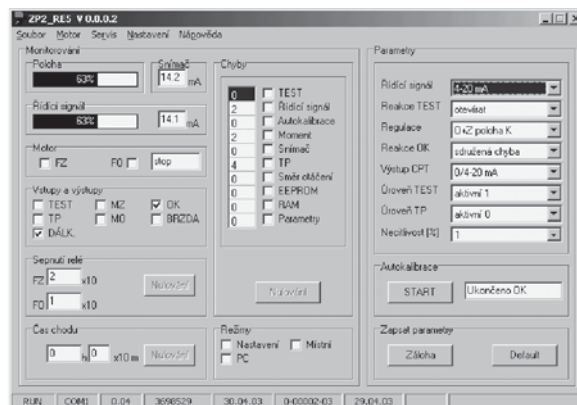 ZP2_RE5 V 0.0.0.2
Soubor Motor Servis Nastavení Nápověda
Monitorování
Poloha
63%
Snímač
14.2 mA
Řídící signál
63%
14.1 mA
Motor
FZ FO stop
Vstupy a výstupy
TEST MZ OK
TP MO BRZDA
DÁLK.
Sepnutí relé
FZ 2 x10
FO 1 x10
Nulování
Čas chodu
0 h 0 x10 m Nulování
Chyby
0 TEST
2 Řídící signál
0 Autokalibrace
2 Moment
0 Snímač
4 TP
0 Směr otáčení
0 EEPROM
0 RAM
0 Parametry
Nulování
Režimy
Nastavení Místní
PC
Parametry
Řídící signál 4-20 mA
Reakce TEST otevírat
Regulace O+Z poloha K
Reakce OK sdružená chyba
Výstup CPT 0/4-20 mA
Úroveň TEST aktivní 1
Úroveň TP aktivní 0
Necitlivost [%] 1
Autokalibrace
START Ukončeno OK
Zapsat parametry
Záloha Default
RUN COM1 0.04 3698529 30.04.03 0-00002-03 29.04.03